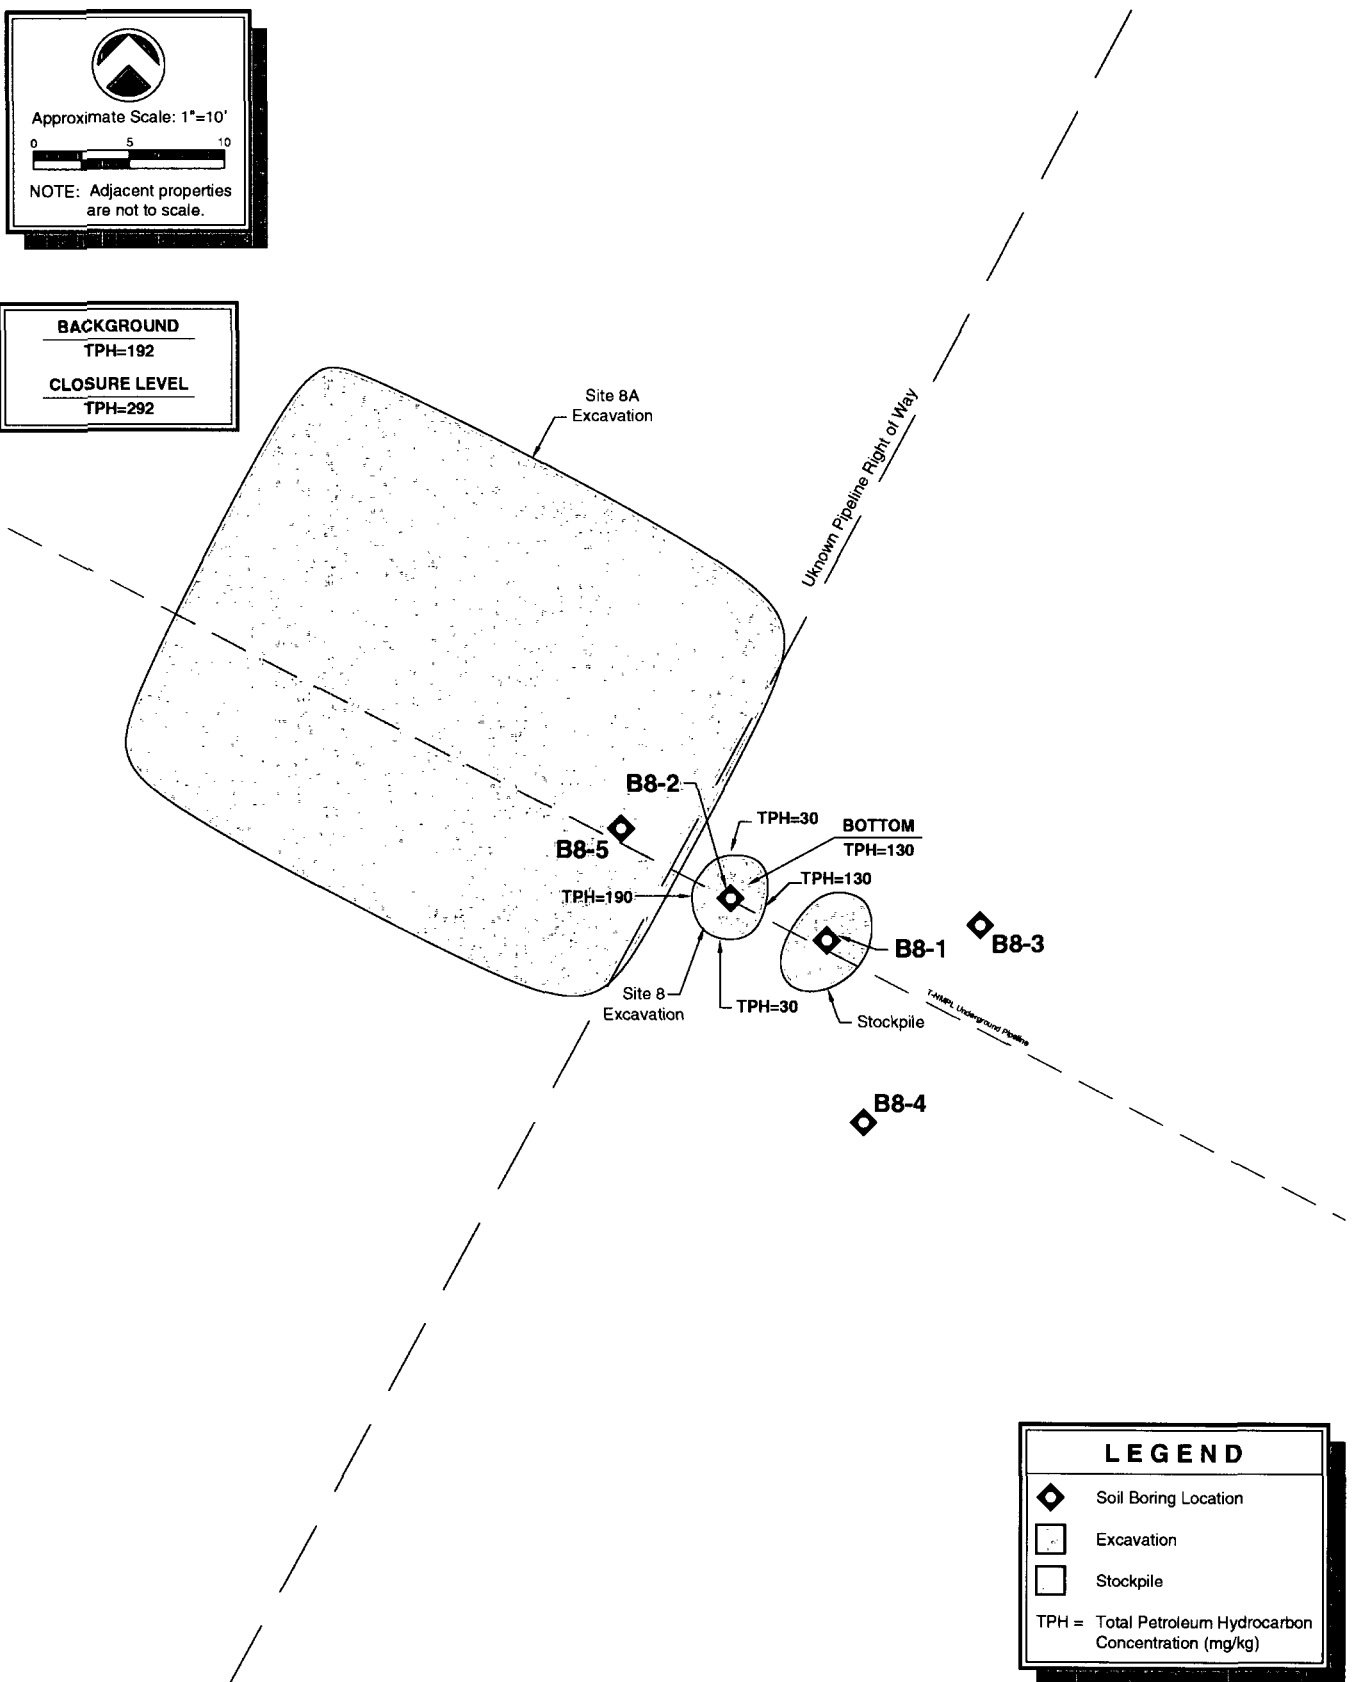 Approximate Scale: 1"=10'
0 5 10
NOTE: Adjacent properties
are not to scale.
BACKGROUND
TPH=192
CLOSURE LEVEL
TPH=292
Site 8A
Excavation
Uknown Pipeline Right of Way
B8-2
TPH=30
BOTTOM
TPH=130
B8-5
TPH=130
TPH=190
B8-1
B8-3
Site 8
Excavation
TPH=30
Stockpile
T-NMPL Underground Pipeline
B8-4
LEGEND
Soil Boring Location
Excavation
Stockpile
TPH = Total Petroleum Hydrocarbon
Concentration (mg/kg)